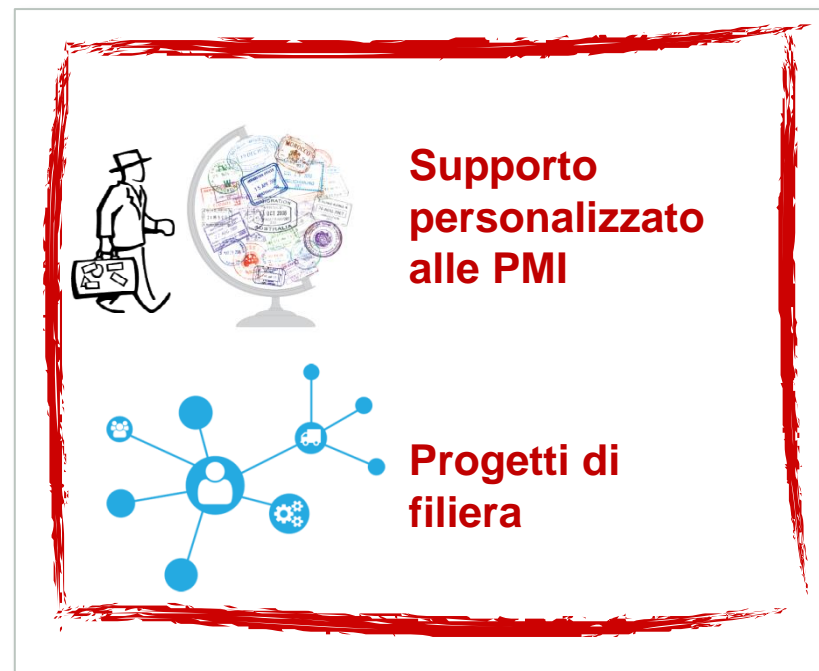 Supporto
personalizzato
alle PMI
Progetti di
filiera